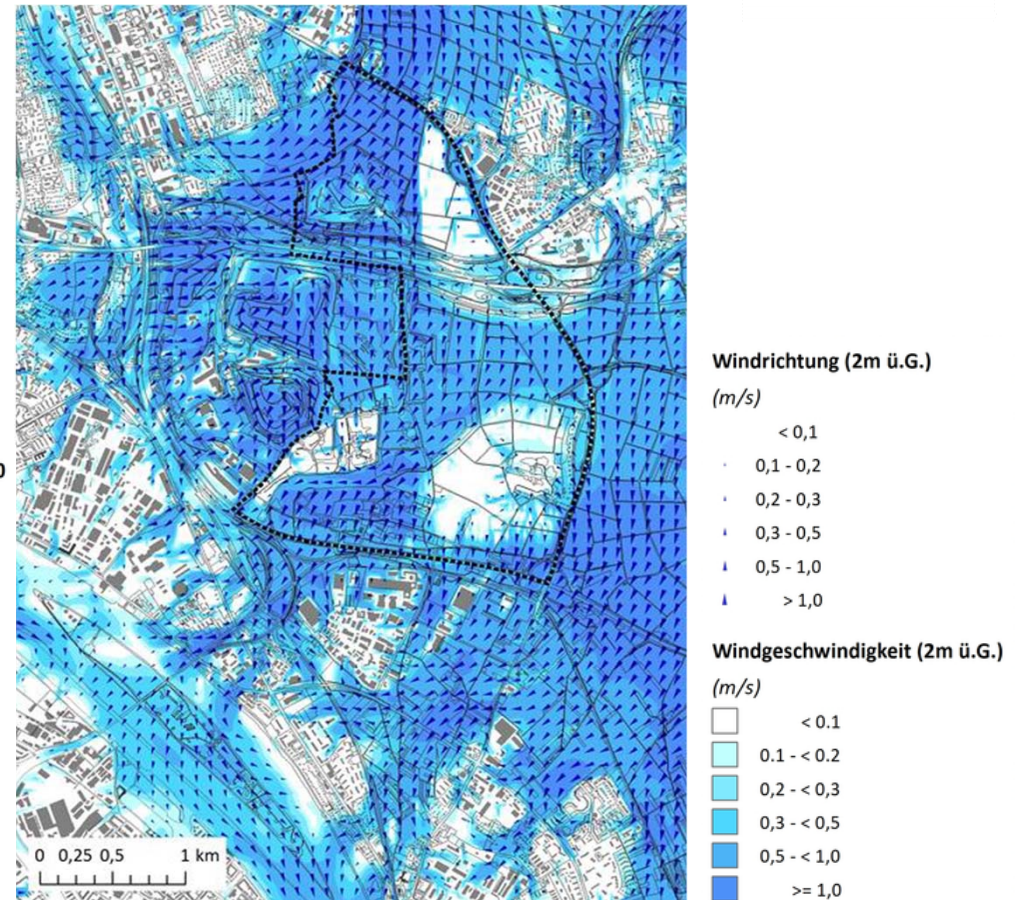 Windrichtung (2m ü.G.)
(m/s)
< 0,1
0,1 - 0,2
0,2 - 0,3
0,3 - 0,5
0,5 - 1,0
> 1,0
Windgeschwindigkeit (2m ü.G.)
(m/s)
< 0.1
0.1 - < 0.2
0,2 - < 0,3
0,3 - < 0,5
0,5 - < 1,0
>= 1,0
0
0 0,25 0,5 1 km